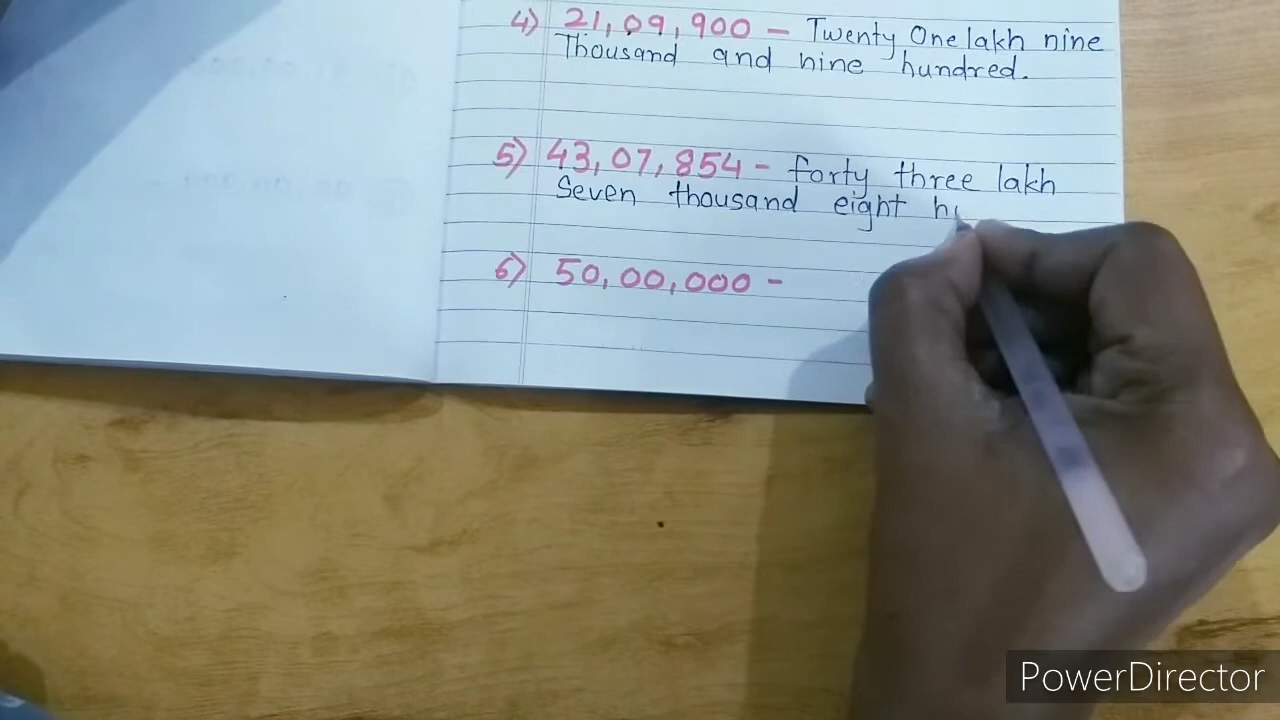 4) 21,09,900 - Twenty One lakh nine
Thousand and nine hundred.
5) 43,07,854 - forty three lakh
Seven thousand eight hu
6) 50,00,000 -
PowerDirector